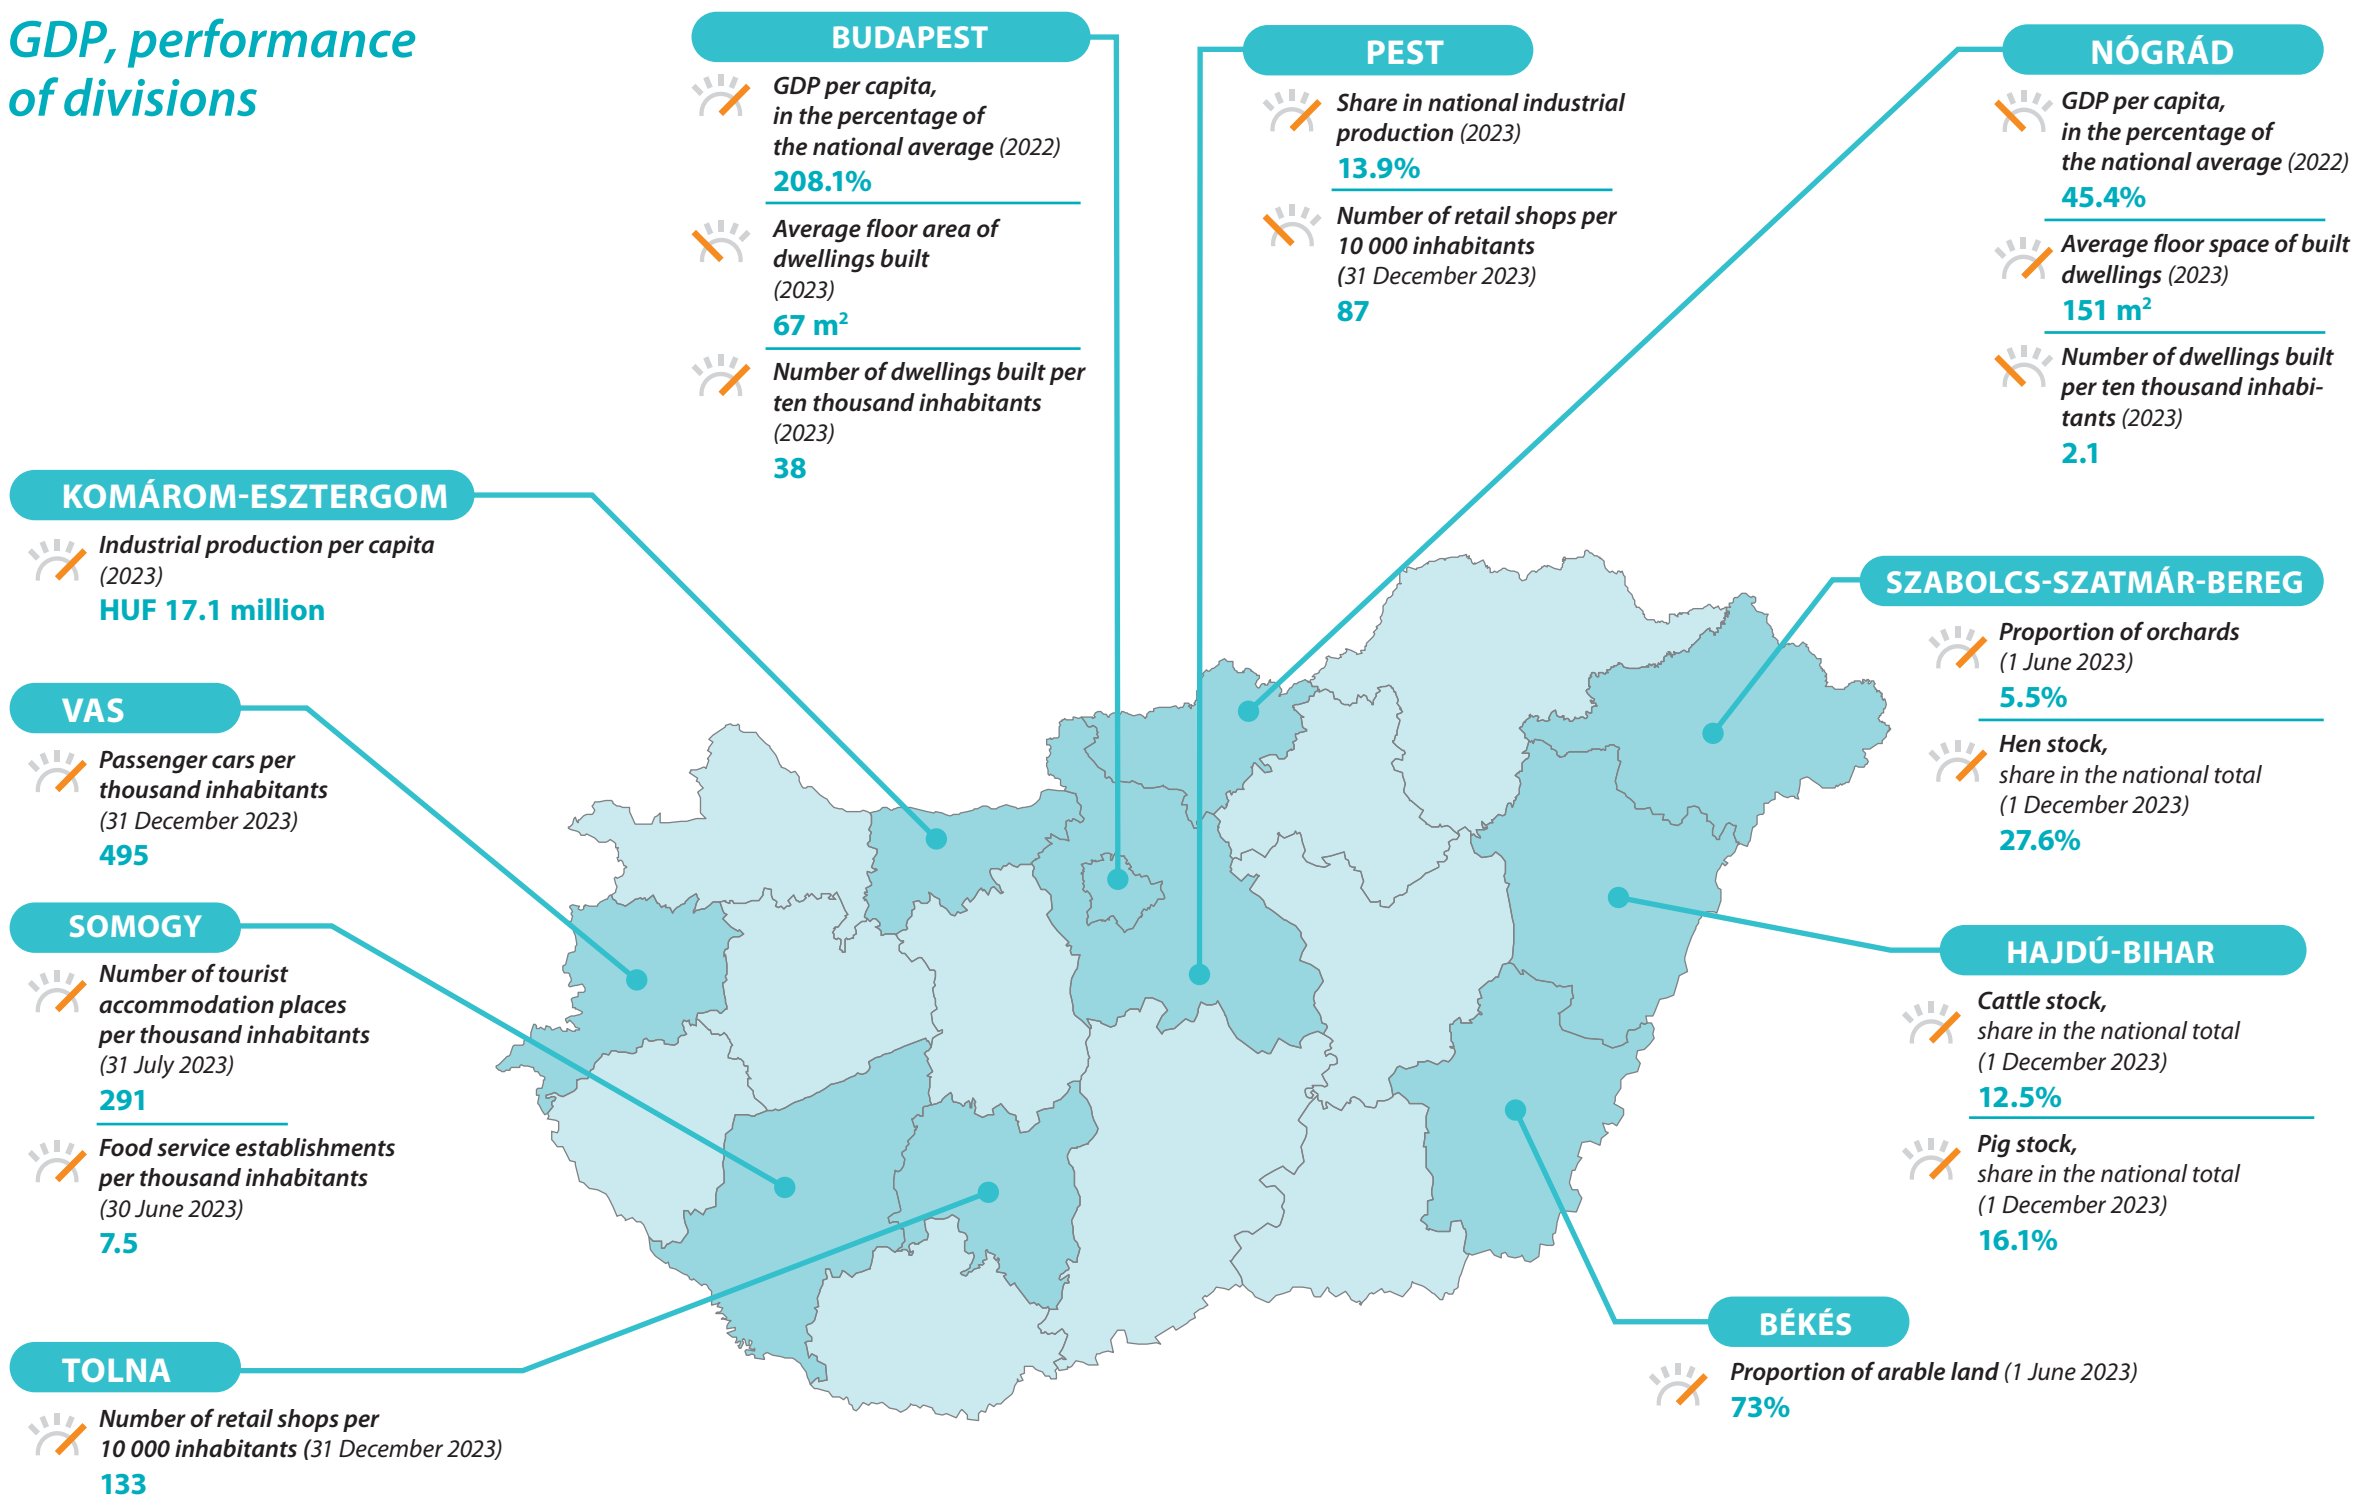 GDP, performance
of divisions
BUDAPEST
GDP per capita,
in the percentage of
the national average (2022)
208.1%
Average floor area of
dwellings built
(2023)
67 m²
Number of dwellings built per
ten thousand inhabitants
(2023)
38
PEST
Share in national industrial
production (2023)
13.9%
Number of retail shops per
10 000 inhabitants
(31 December 2023)
87
NÓGRÁD
GDP per capita,
in the percentage of
the national average (2022)
45.4%
Average floor space of built
dwellings (2023)
151 m²
Number of dwellings built
per ten thousand inhabi-
tants (2023)
2.1
KOMÁROM-ESZTERGOM
Industrial production per capita
(2023)
HUF 17.1 million
VAS
Passenger cars per
thousand inhabitants
(31 December 2023)
495
SOMOGY
Number of tourist
accommodation places
per thousand inhabitants
(31 July 2023)
291
Food service establishments
per thousand inhabitants
(30 June 2023)
7.5
TOLNA
Number of retail shops per
10 000 inhabitants (31 December 2023)
133
SZABOLCS-SZATMÁR-BEREG
Proportion of orchards
(1 June 2023)
5.5%
Hen stock,
share in the national total
(1 December 2023)
27.6%
HAJDÚ-BIHAR
Cattle stock,
share in the national total
(1 December 2023)
12.5%
Pig stock,
share in the national total
(1 December 2023)
16.1%
BÉKÉS
Proportion of arable land (1 June 2023)
73%